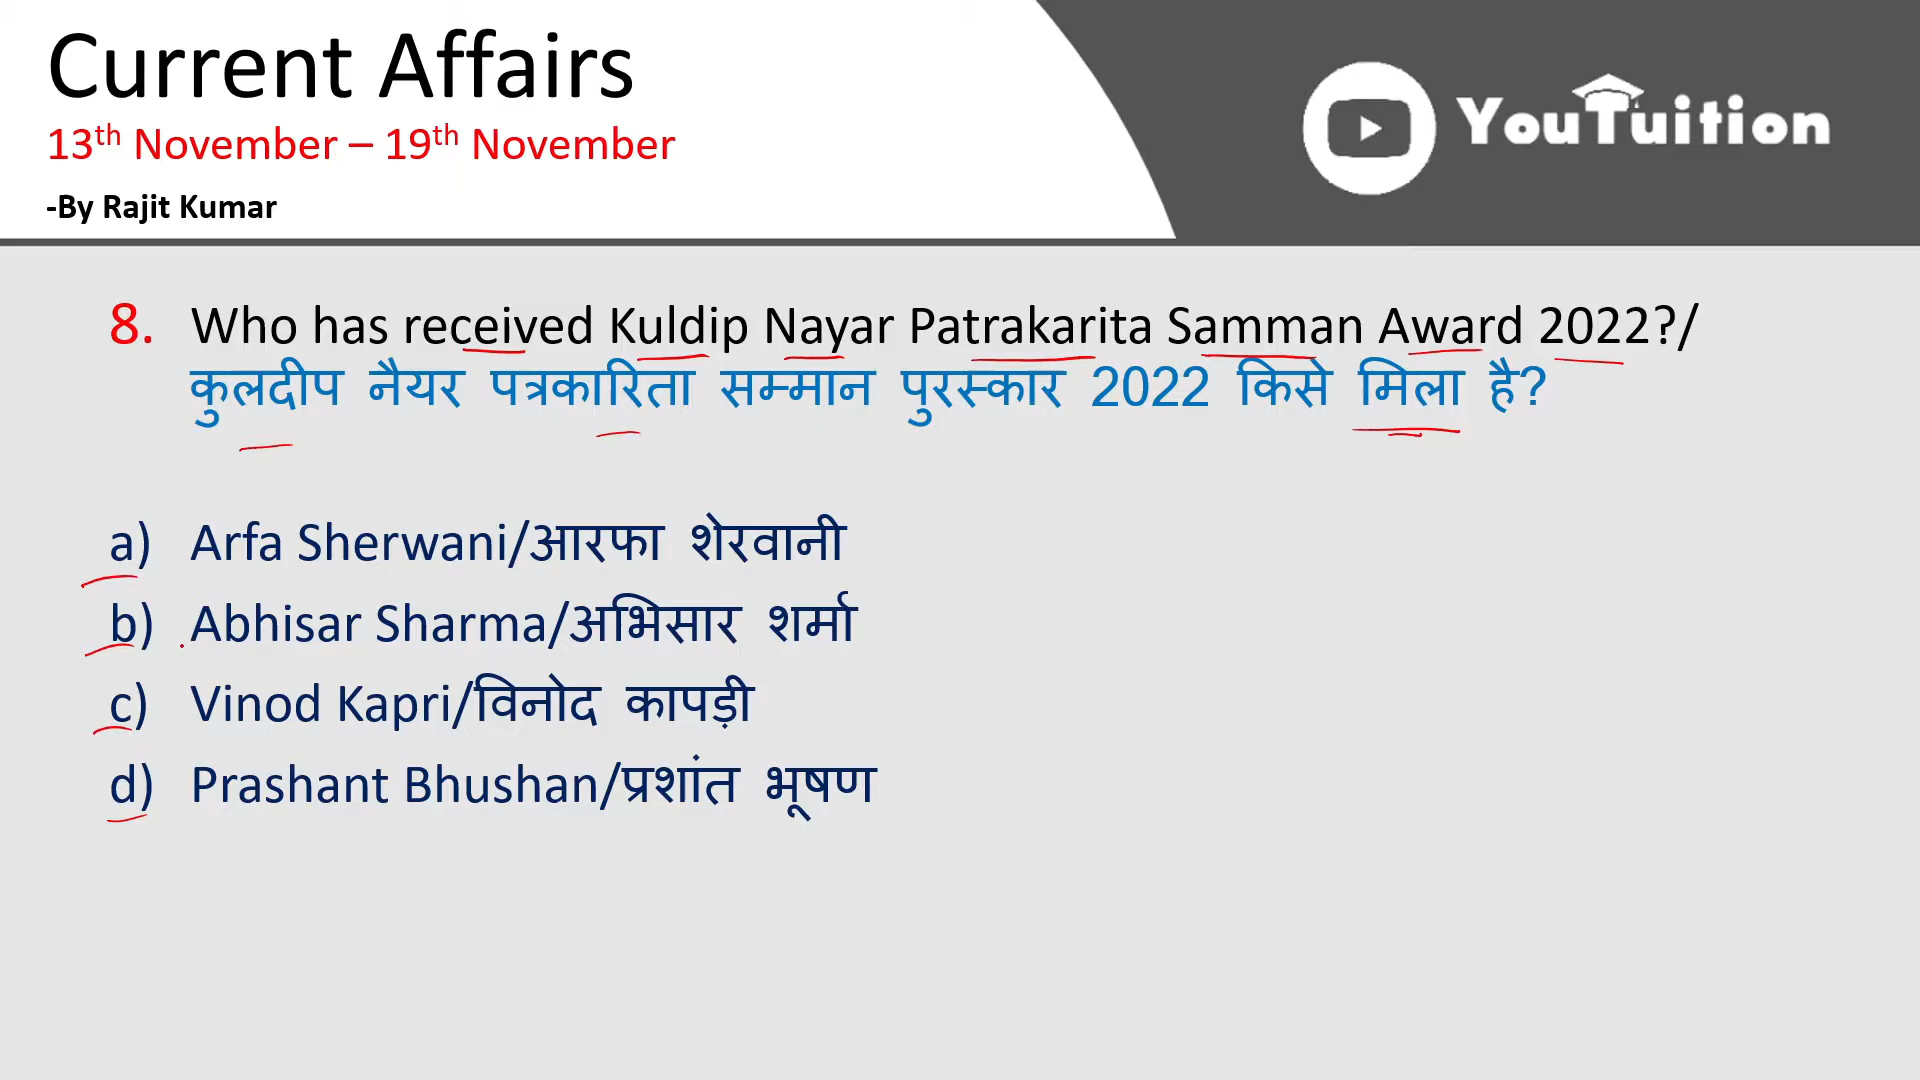 Current Affairs
13th November – 19th November
-By Rajit Kumar
YouTuition
8. Who has received Kuldip Nayar Patrakarita Samman Award 2022?/
कुलदीप नैयर पत्रकारिता सम्मान पुरस्कार 2022 किसे मिला है?
a) Arfa Sherwani/आरफा शेरवानी
b) Abhisar Sharma/अभिसार शर्मा
c) Vinod Kapri/विनोद कापड़ी
d) Prashant Bhushan/प्रशांत भूषण